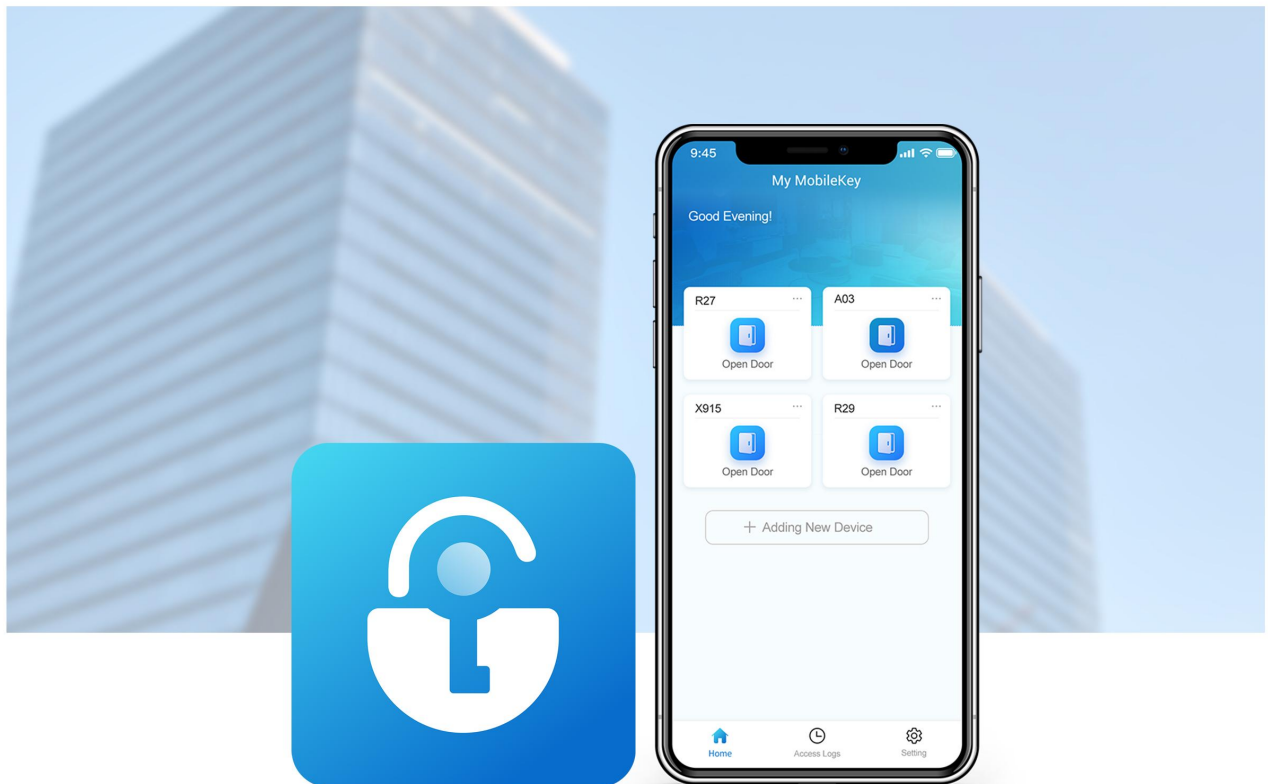 9:45
My MobileKey
Good Evening!
R27
Open Door
A03
Open Door
X915
Open Door
R29
Open Door
+ Adding New Device
Home
Access Logs
Setting